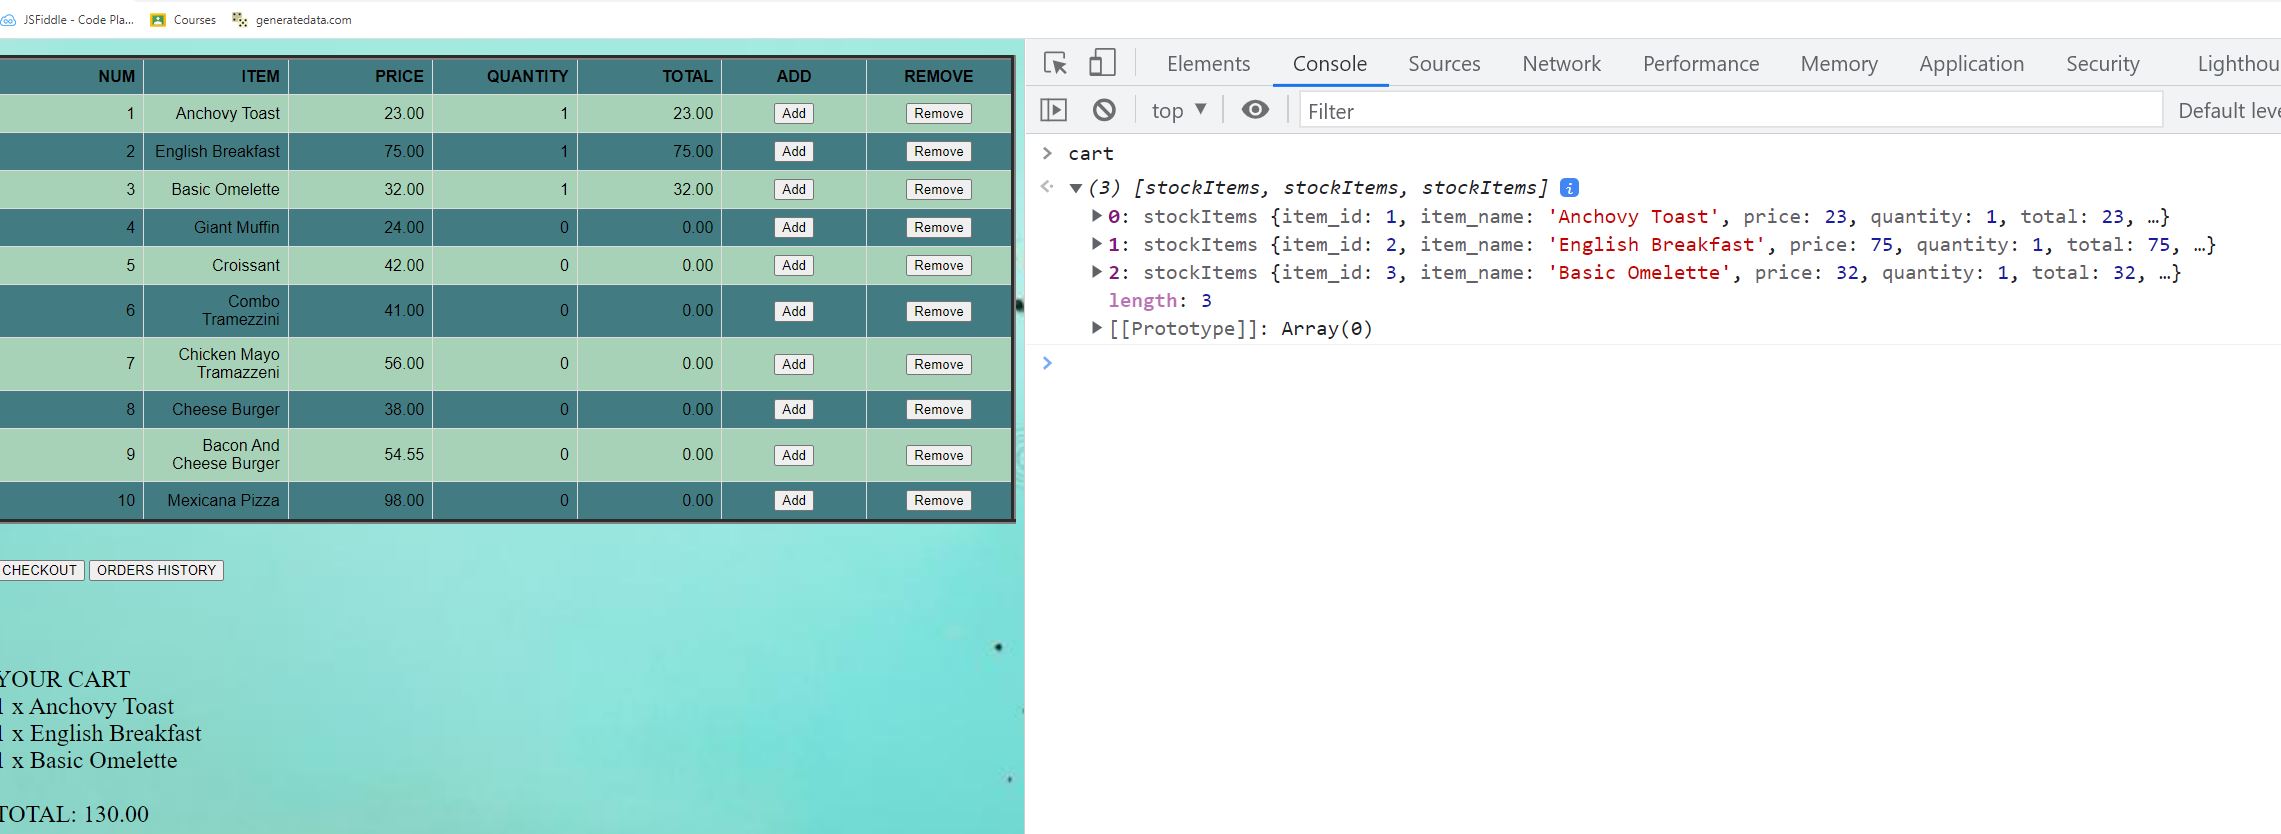 JSFiddle - Code Pla... Courses generatedata.com
Elements Console Sources Network Performance Memory Application Security Lighthou
top ▼ Filter Default leve
NUM ITEM PRICE QUANTITY TOTAL ADD REMOVE
1 Anchovy Toast 23.00 1 23.00 Add Remove
2 English Breakfast 75.00 1 75.00 Add Remove
3 Basic Omelette 32.00 1 32.00 Add Remove
4 Giant Muffin 24.00 0 0.00 Add Remove
5 Croissant 42.00 0 0.00 Add Remove
6 Combo Tramezzini 41.00 0 0.00 Add Remove
7 Chicken Mayo Tramazzeni 56.00 0 0.00 Add Remove
8 Cheese Burger 38.00 0 0.00 Add Remove
9 Bacon And Cheese Burger 54.55 0 0.00 Add Remove
10 Mexicana Pizza 98.00 0 0.00 Add Remove
CHECKOUT ORDERS HISTORY
YOUR CART
1 x Anchovy Toast
1 x English Breakfast
1 x Basic Omelette
TOTAL: 130.00
> cart
(3) [stockItems, stockItems, stockItems] i
0: stockItems {item_id: 1, item_name: 'Anchovy Toast', price: 23, quantity: 1, total: 23, …}
1: stockItems {item_id: 2, item_name: 'English Breakfast', price: 75, quantity: 1, total: 75, …}
2: stockItems {item_id: 3, item_name: 'Basic Omelette', price: 32, quantity: 1, total: 32, …}
length: 3
[[Prototype]]: Array(0)
>